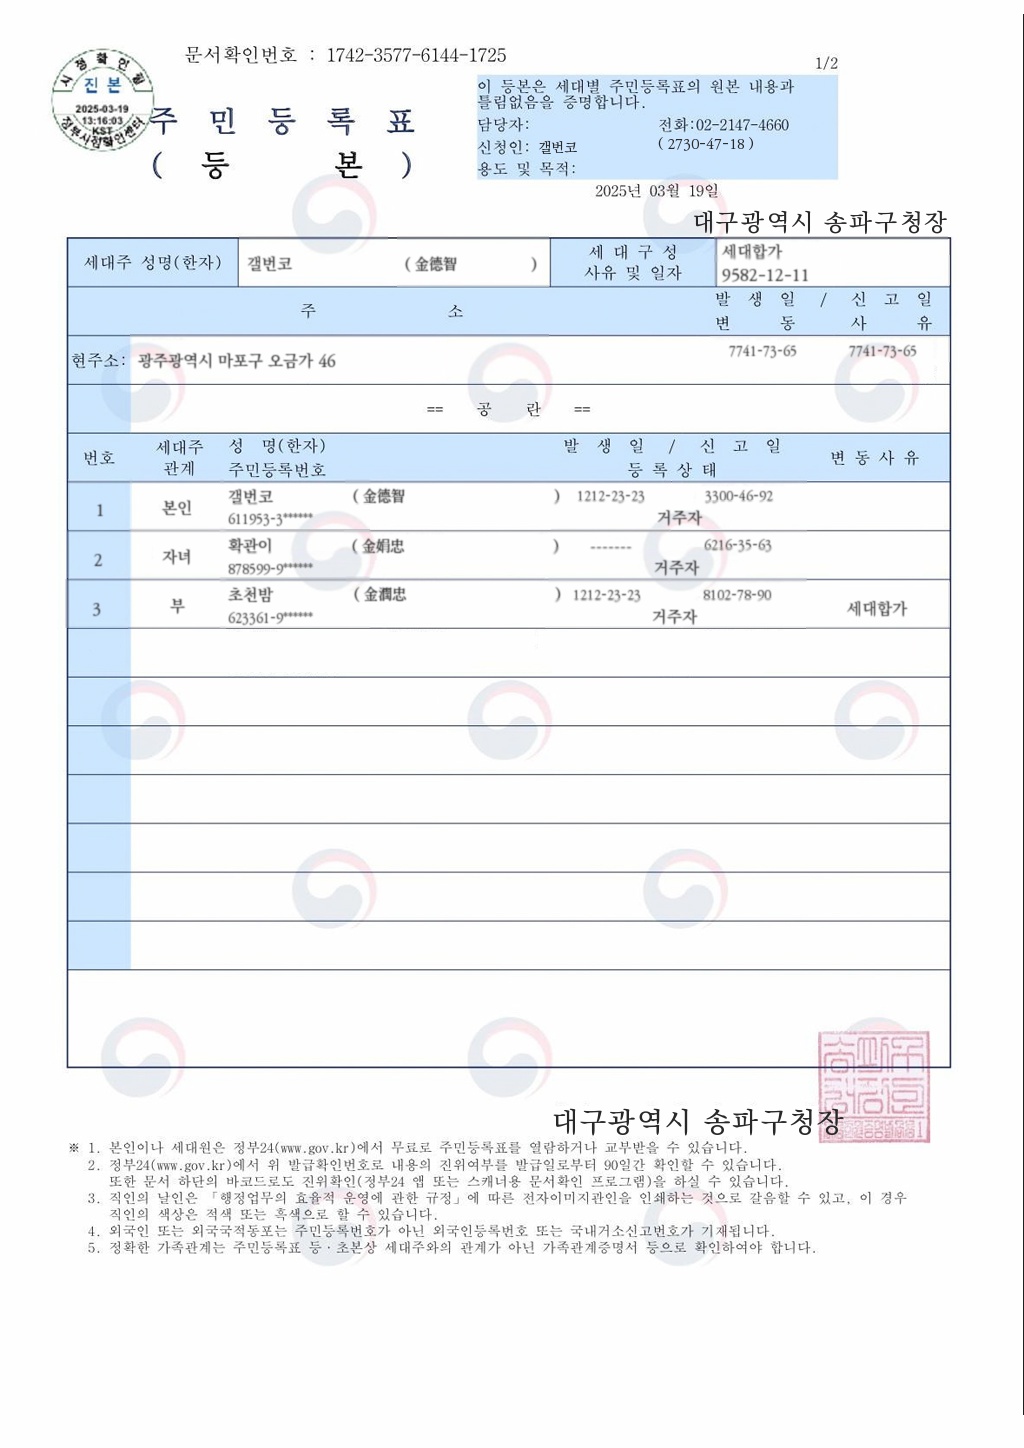 문서확인번호 : 1742-3577-6144-1725
1/2
시점확인필
진본
2025-03-19
13:16:03
KST
정부시점확인센터
주 민 등 록 표
( 등 본 )
이 등본은 세대별 주민등록표의 원본 내용과
틀림없음을 증명합니다.
담당자: 전화:02-2147-4660
신청인: 갤번코 ( 2730-47-18 )
용도 및 목적:
2025년 03월 19일
대구광역시 송파구청장
세대주 성명(한자) 갤번코 ( 金德智 )
세 대 구 성 사유 및 일자
세대합가
9582-12-11
주 소
발 생 일 / 신 고 일
변 동 사 유
현주소: 광주광역시 마포구 오금가 46 7741-73-65 7741-73-65
== 공 란 ==
번호 세대주 관계
성 명(한자)
주민등록번호
발 생 일 / 신 고 일
등 록 상 태
변 동 사 유
1 본인 갤번코 ( 金德智 ) 1212-23-23 3300-46-92
611953-3****** 거주자
2 자녀 확관이 ( 金娟忠 ) ------- 6216-35-63
878599-9****** 거주자
3 부 초천밤 ( 金潤忠 ) 1212-23-23 8102-78-90 세대합가
623361-9****** 거주자
대구광역시 송파구청장
※ 1. 본인이나 세대원은 정부24(www.gov.kr)에서 무료로 주민등록표를 열람하거나 교부받을 수 있습니다.
2. 정부24(www.gov.kr)에서 위 발급확인번호로 내용의 진위여부를 발급일로부터 90일간 확인할 수 있습니다.
또한 문서 하단의 바코드로도 진위확인(정부24 앱 또는 스캐너용 문서확인 프로그램)을 하실 수 있습니다.
3. 직인의 날인은 「행정업무의 효율적 운영에 관한 규정」에 따른 전자이미지관인을 인쇄하는 것으로 갈음할 수 있고, 이 경우
직인의 색상은 적색 또는 흑색으로 할 수 있습니다.
4. 외국인 또는 외국국적동포는 주민등록번호가 아닌 외국인등록번호 또는 국내거소신고번호가 기재됩니다.
5. 정확한 가족관계는 주민등록표 등·초본상 세대주와의 관계가 아닌 가족관계증명서 등으로 확인하여야 합니다.